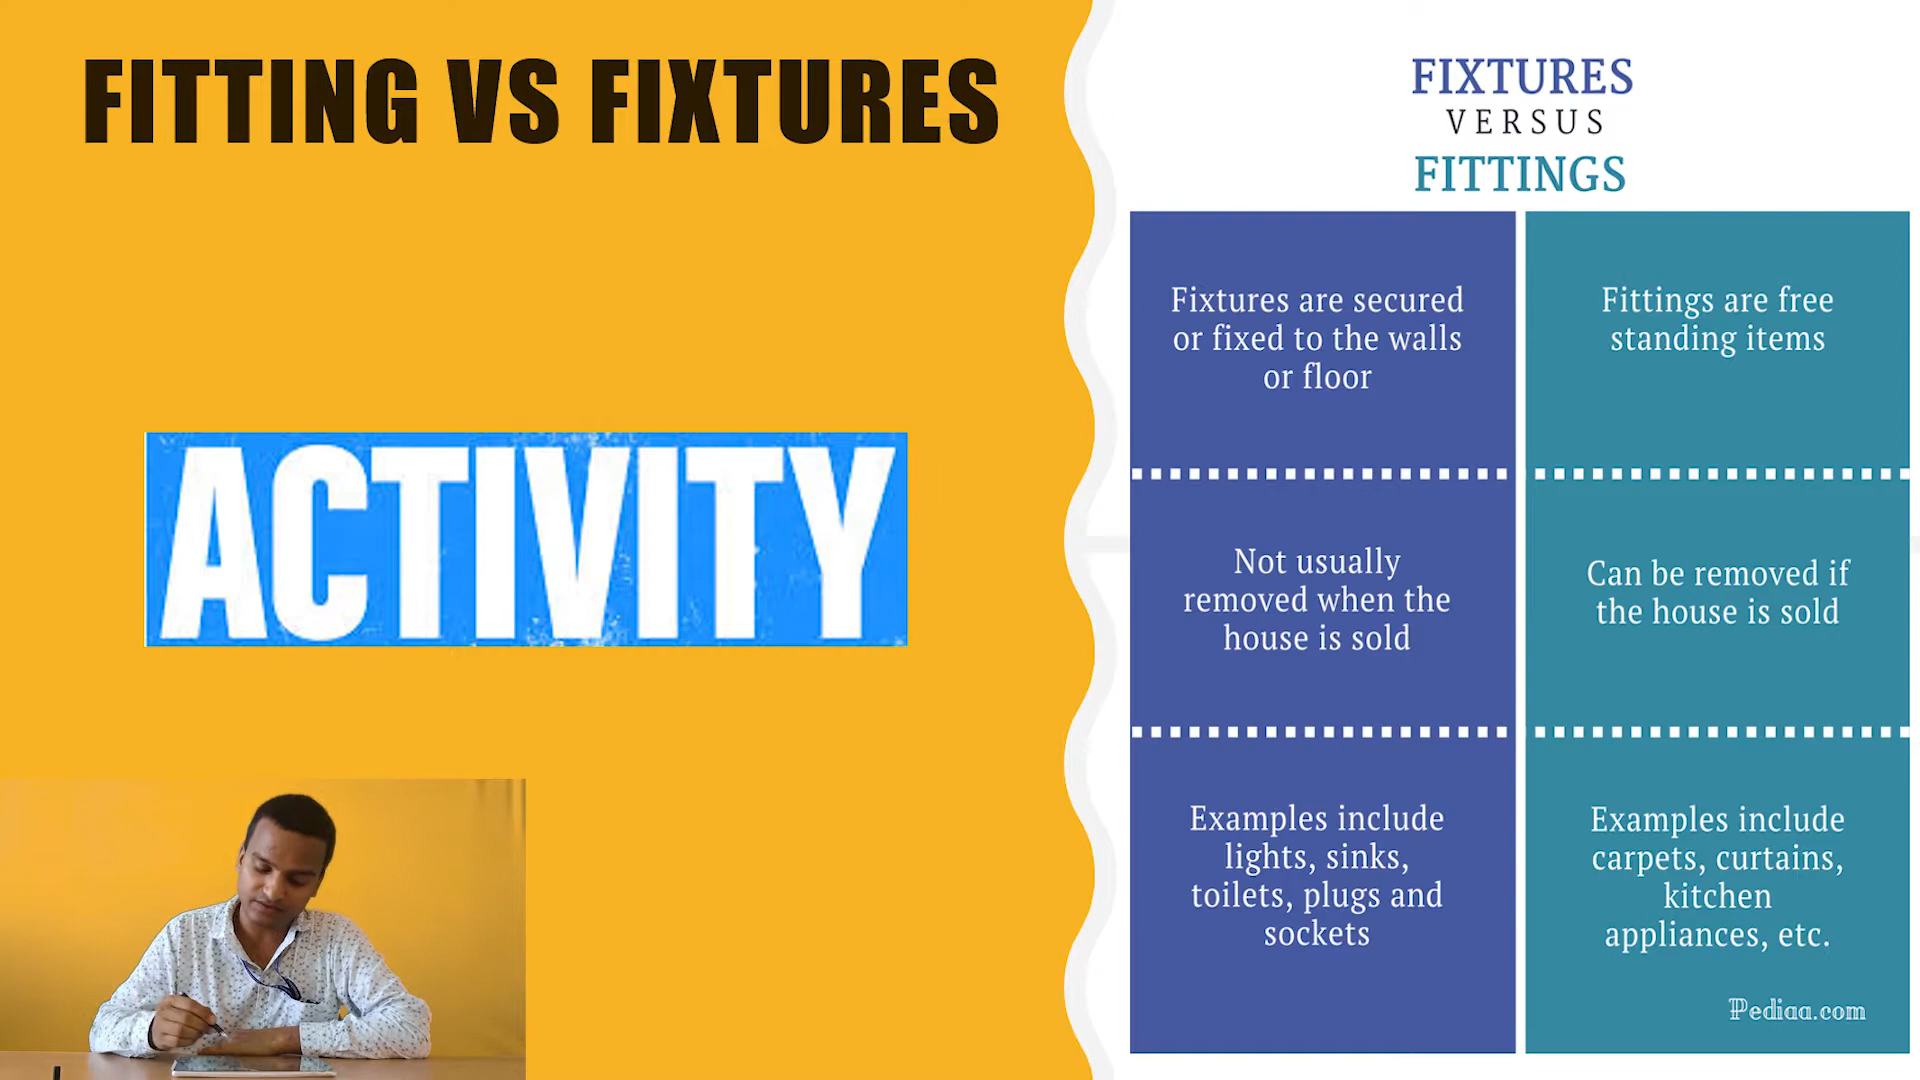 FITTING VS FIXTURES
ACTIVITY
FIXTURES
VERSUS
FITTINGS
Fixtures are secured
or fixed to the walls
or floor
Fittings are free
standing items
Not usually
removed when the
house is sold
Can be removed if
the house is sold
Examples include
lights, sinks,
toilets, plugs and
sockets
Examples include
carpets, curtains,
kitchen
appliances, etc.
Pediaa.com